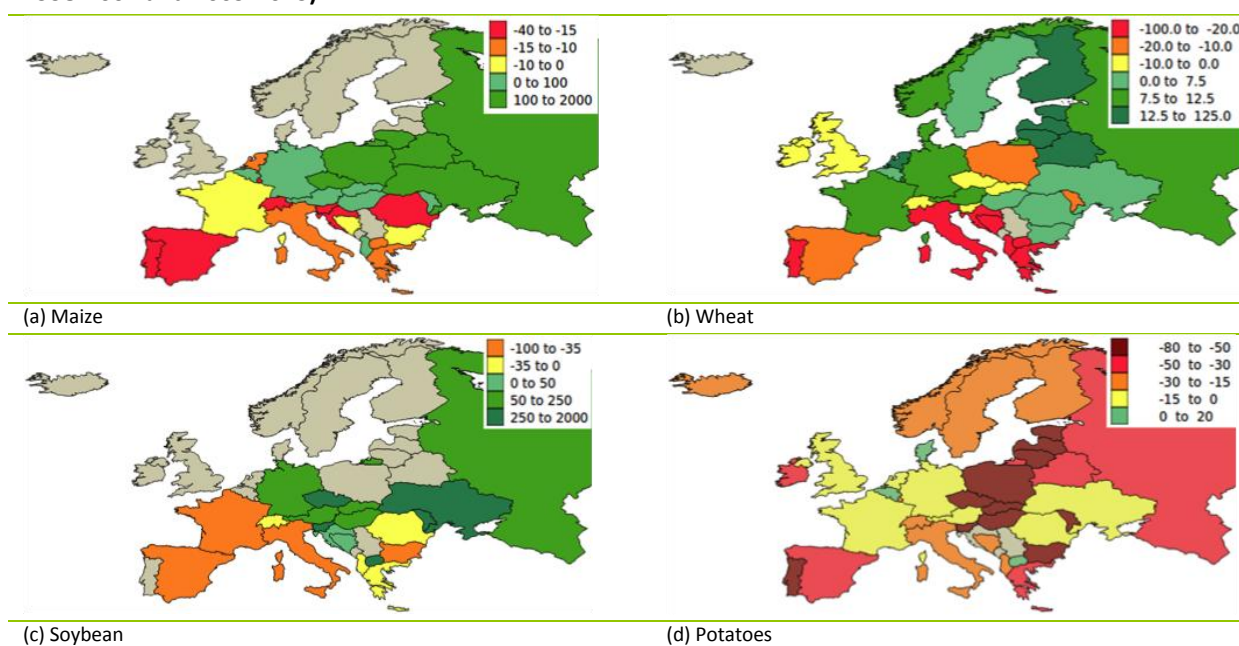 -40 to -15
-15 to -10
-10 to 0
0 to 100
100 to 2000
-100.0 to -20.0
-20.0 to -10.0
-10.0 to 0.0
0.0 to 7.5
7.5 to 12.5
12.5 to 125.0
(a) Maize
(b) Wheat
-100 to -35
-35 to 0
0 to 50
50 to 250
250 to 2000
-80 to -50
-50 to -30
-30 to -15
-15 to 0
0 to 20
(c) Soybean
(d) Potatoes